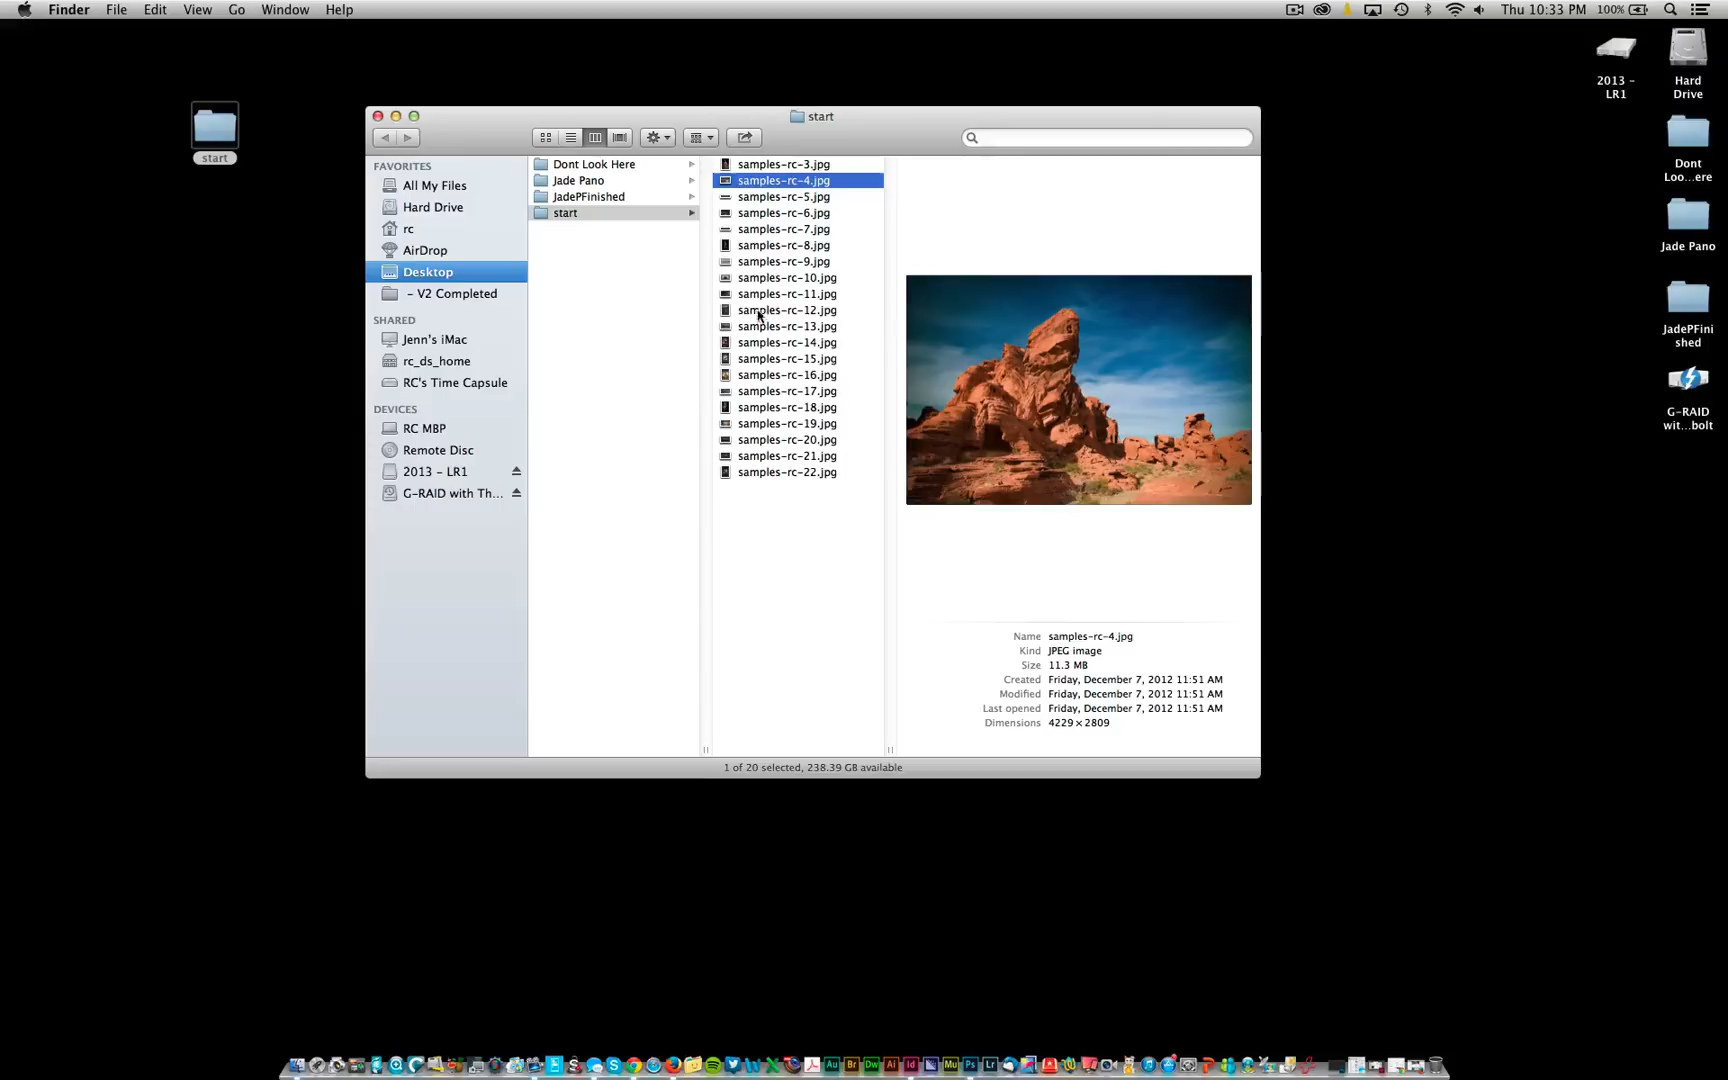 Finder File Edit View Go Window Help
Thu 10:33 PM 100%
start
2013 -
LR1
Hard
Drive
Dont
Loo...ere
Jade Pano
JadePFini
shed
G-RAID
wit...bolt
start
FAVORITES
All My Files
Hard Drive
rc
AirDrop
Desktop
- V2 Completed
SHARED
Jenn's iMac
rc_ds_home
RC's Time Capsule
DEVICES
RC MBP
Remote Disc
2013 - LR1
G-RAID with Th...
Dont Look Here
Jade Pano
JadePFinished
start
samples-rc-3.jpg
samples-rc-4.jpg
samples-rc-5.jpg
samples-rc-6.jpg
samples-rc-7.jpg
samples-rc-8.jpg
samples-rc-9.jpg
samples-rc-10.jpg
samples-rc-11.jpg
samples-rc-12.jpg
samples-rc-13.jpg
samples-rc-14.jpg
samples-rc-15.jpg
samples-rc-16.jpg
samples-rc-17.jpg
samples-rc-18.jpg
samples-rc-19.jpg
samples-rc-20.jpg
samples-rc-21.jpg
samples-rc-22.jpg
Name samples-rc-4.jpg
Kind JPEG image
Size 11.3 MB
Created Friday, December 7, 2012 11:51 AM
Modified Friday, December 7, 2012 11:51 AM
Last opened Friday, December 7, 2012 11:51 AM
Dimensions 4229 × 2809
1 of 20 selected, 238.39 GB available
Au Br Dw Ai Id Mu Ps Lr